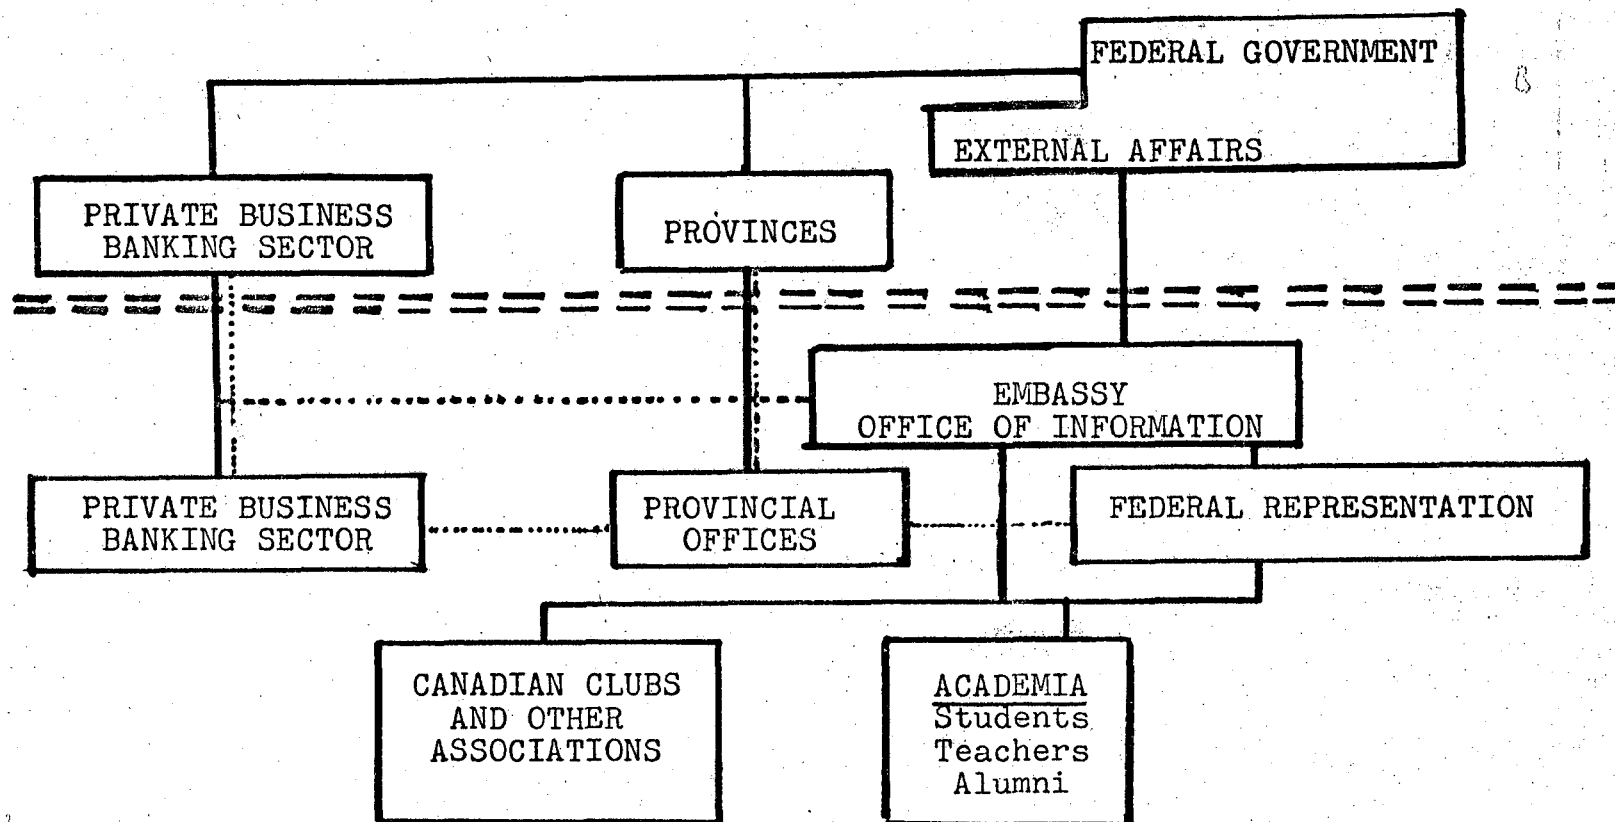 FEDERAL GOVERNMENT
EXTERNAL AFFAIRS
PRIVATE BUSINESS
BANKING SECTOR
PROVINCES
EMBASSY
OFFICE OF INFORMATION
PRIVATE BUSINESS
BANKING SECTOR
PROVINCIAL
OFFICES
FEDERAL REPRESENTATION
CANADIAN CLUBS
AND OTHER
ASSOCIATIONS
ACADEMIA
Students
Teachers
Alumni